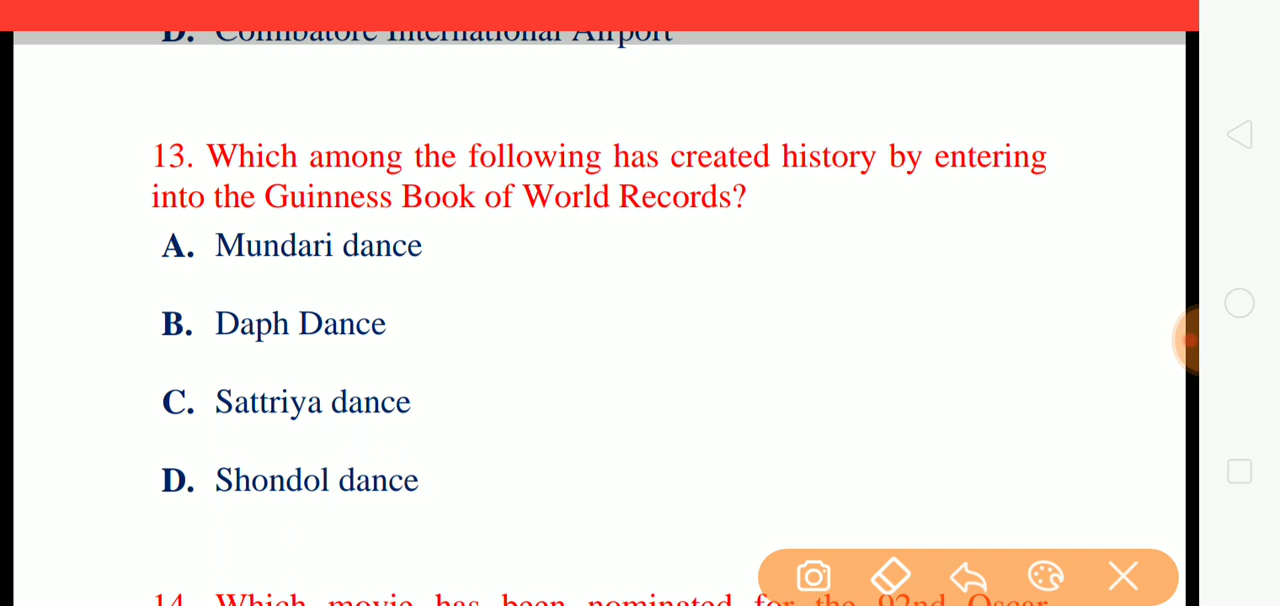 D. Coimbatore International Airport
13. Which among the following has created history by entering
into the Guinness Book of World Records?
A. Mundari dance
B. Daph Dance
C. Sattriya dance
D. Shondol dance
14. Which movie has been nominated for the 92nd Oscar